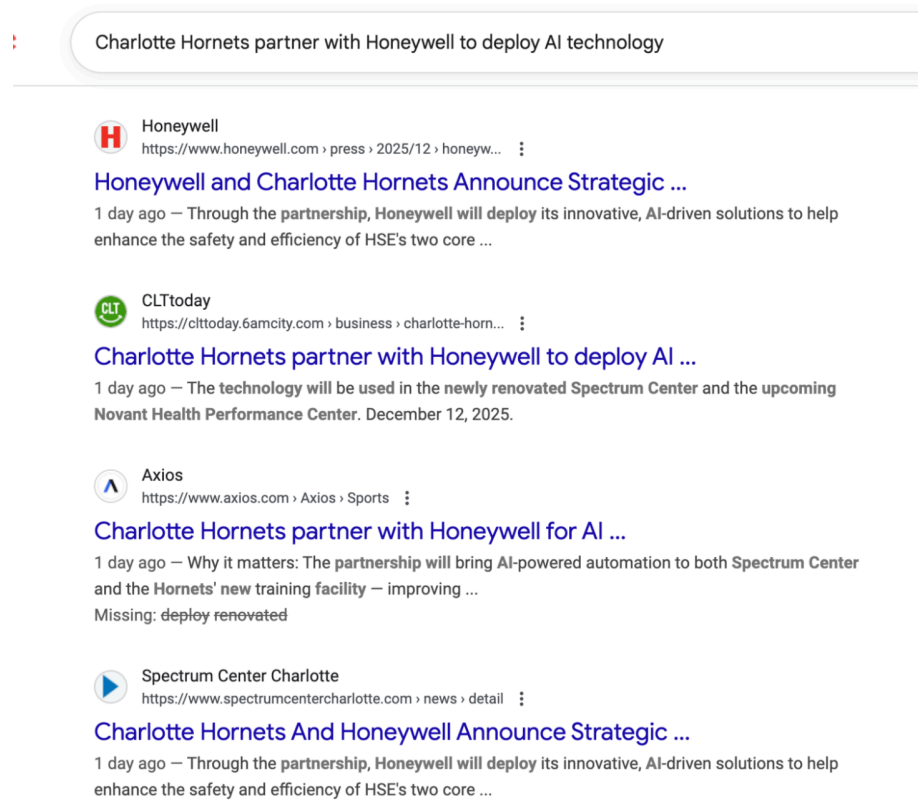 Charlotte Hornets partner with Honeywell to deploy AI technology
H
Honeywell
https://www.honeywell.com › press › 2025/12 › honeyw...
Honeywell and Charlotte Hornets Announce Strategic ...
1 day ago — Through the partnership, Honeywell will deploy its innovative, AI-driven solutions to help
enhance the safety and efficiency of HSE's two core ...
CLT
CLTtoday
https://clttoday.6amcity.com › business › charlotte-horn...
Charlotte Hornets partner with Honeywell to deploy AI ...
1 day ago — The technology will be used in the newly renovated Spectrum Center and the upcoming
Novant Health Performance Center. December 12, 2025.
Axios
https://www.axios.com › Axios › Sports
Charlotte Hornets partner with Honeywell for AI ...
1 day ago — Why it matters: The partnership will bring AI-powered automation to both Spectrum Center
and the Hornets' new training facility — improving ...
Missing: deploy renovated
Spectrum Center Charlotte
https://www.spectrumcentercharlotte.com › news › detail
Charlotte Hornets And Honeywell Announce Strategic ...
1 day ago — Through the partnership, Honeywell will deploy its innovative, AI-driven solutions to help
enhance the safety and efficiency of HSE's two core ...